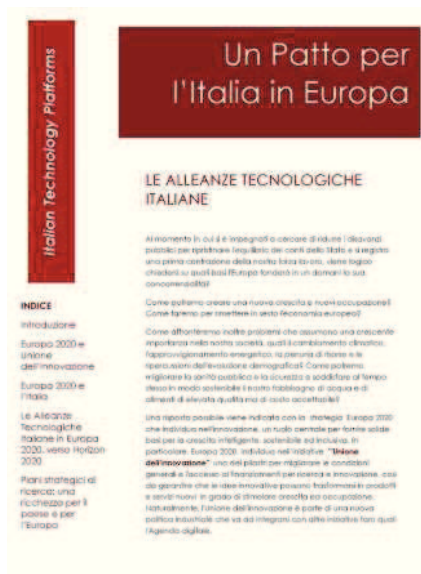 Italian Technology Platforms
Un Patto per
l'Italia in Europa
LE ALLEANZE TECNOLOGICHE
ITALIANE
INDICE
Introduzione
Europa 2020 e
Unione
dell'Innovazione
Europa 2020 e
l'Italia
Le Alleanze
Tecnologiche
Italiane in Europa
2020, verso Horizon
2020
Piani strategici di
ricerca: una
ricchezza per il
paese e per
l'Europa
Al momento in cui si è impegnati a cercare di ridurre i disavanzi
pubblici per ripristinare l'equilibrio dei conti dello Stato e si registra
una prima contrazione della nostra forza lavoro, viene logico
chiedersi su quali basi l'Europa fonderà in un domani la sua
concorrenzialità?
Come potremo creare una nuova crescita e nuovi occupazione?
Come faremo per rimettere in sesto l'economia europea?
Come affronteremo inoltre problemi che assumono una crescente
importanza nella nostra società, quali il cambiamento climatico,
l'approvvigionamento energetico, la penuria di risorse e le
ripercussioni dell'evoluzione demografica? Come potremo
migliorare la sanità pubblica e la sicurezza e soddisfare al tempo
stesso in modo sostenibile il nostro fabbisogno di acqua e di
alimenti di elevata qualità ma di costo accettabile?
Una risposta possibile viene indicata con la strategia Europa 2020
che individua nell'innovazione, un ruolo centrale per fornire solide
basi per la crescita intelligente, sostenibile ed inclusiva. In
particolare, Europa 2020, individua nell'iniziativa "Unione
dell'innovazione" uno dei pilastri per migliorare le condizioni
generali e l'accesso ai finanziamenti per ricerca e innovazione, così
da garantire che le idee innovative possano trasformarsi in prodotti
e servizi nuovi in grado di stimolare crescita ed occupazione.
Naturalmente, l'Unione dell'innovazione è parte di una nuova
politica industriale che va ad integrarsi con altre iniziative faro quali
l'Agenda digitale.